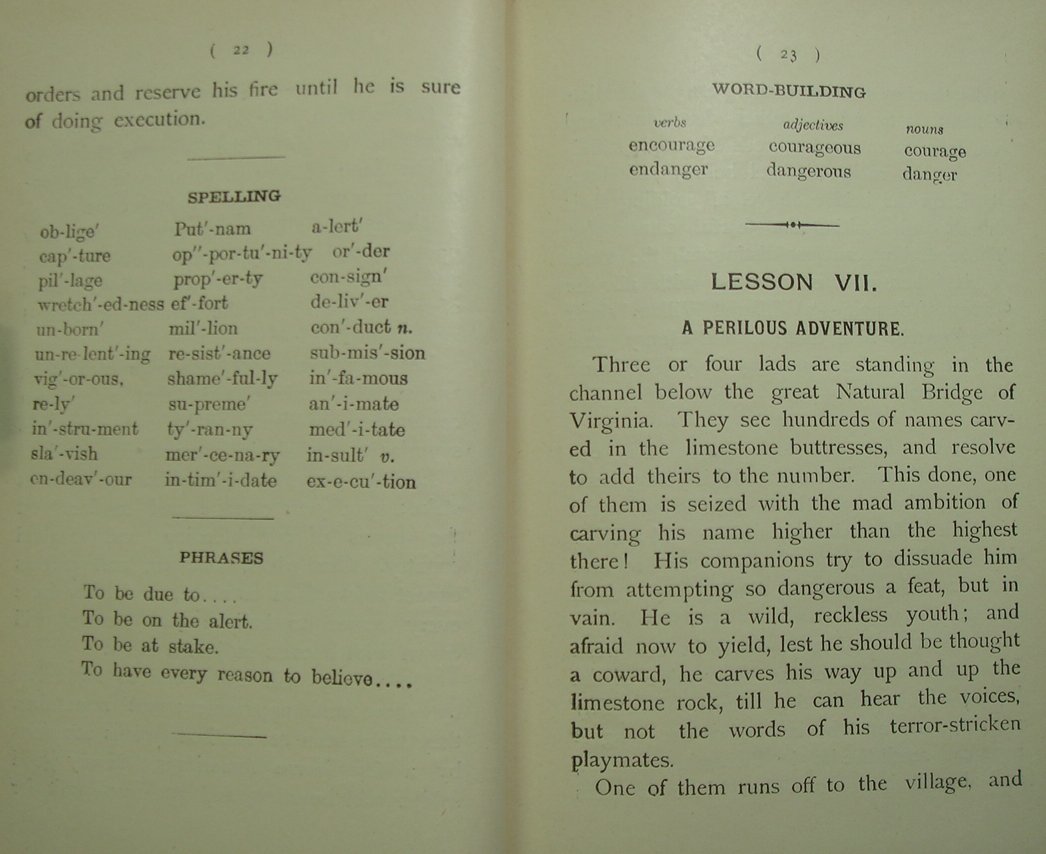 ( 22 )
orders and reserve his fire until he is sure
of doing execution.
SPELLING
ob-lige' Put'-nam a-lert'
cap'-ture op"-por-tu'-ni-ty or'-der
pil'-lage prop'-er-ty con-sign'
wretch'-ed-ness ef'-fort de-liv'-er
un-born' mil'-lion con'-duct n.
un-re-lent'-ing re-sist'-ance sub-mis'-sion
vig'-or-ous, shame'-ful-ly in'-fa-mous
re-ly' su-preme' an'-i-mate
in'-stru-ment ty'-ran-ny med'-i-tate
sla'-vish mer'-ce-na-ry in-sult' v.
en-deav'-our in-tim'-i-date ex-e-cu'-tion
PHRASES
To be due to....
To be on the alert.
To be at stake.
To have every reason to believe....
( 23 )
WORD-BUILDING
verbs adjectives nouns
encourage courageous courage
endanger dangerous danger
LESSON VII.
A PERILOUS ADVENTURE.
Three or four lads are standing in the
channel below the great Natural Bridge of
Virginia. They see hundreds of names carv-
ed in the limestone buttresses, and resolve
to add theirs to the number. This done, one
of them is seized with the mad ambition of
carving his name higher than the highest
there! His companions try to dissuade him
from attempting so dangerous a feat, but in
vain. He is a wild, reckless youth; and
afraid now to yield, lest he should be thought
a coward, he carves his way up and up the
limestone rock, till he can hear the voices,
but not the words of his terror-stricken
playmates.
One of them runs off to the village, and